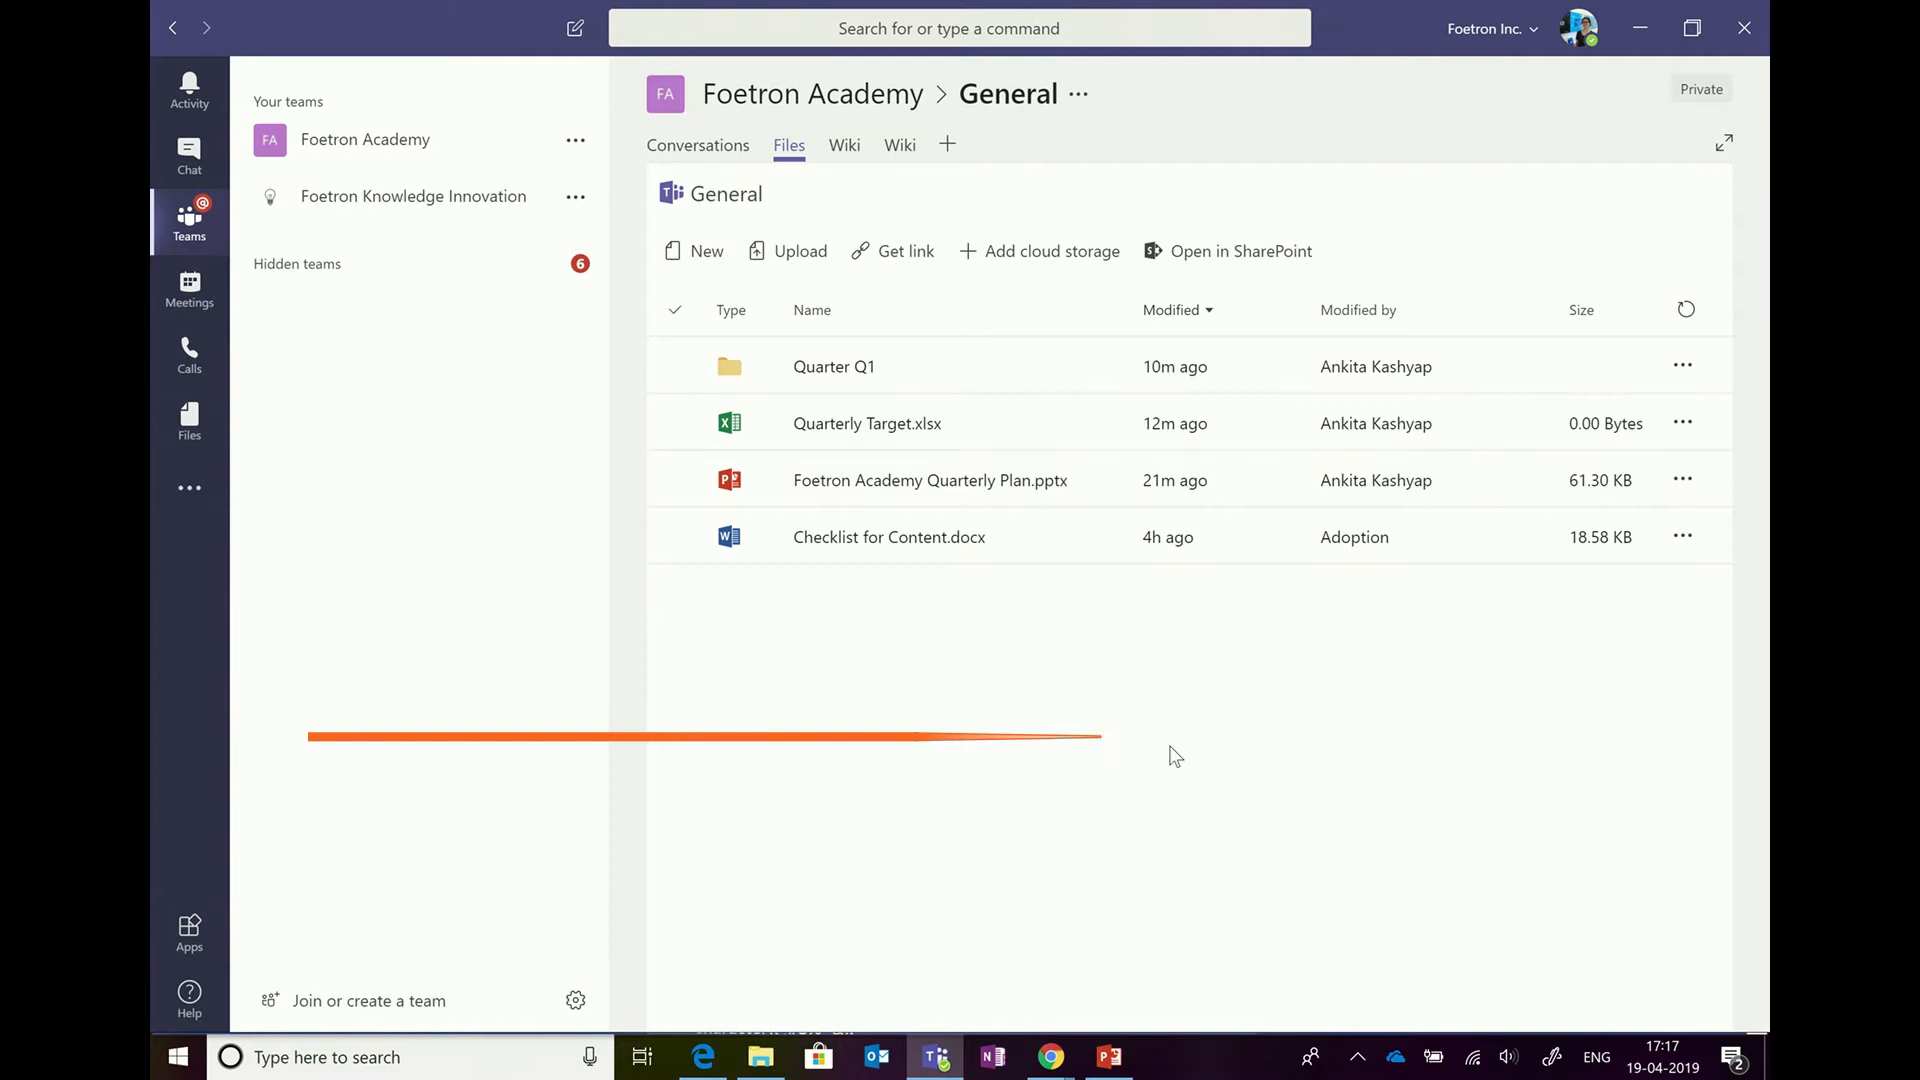 Search for or type a command
Foetron Inc.
Activity
Chat
@
Teams
Meetings
Calls
Files
Apps
Help
Your teams
FA Foetron Academy
Foetron Knowledge Innovation
Hidden teams 6
Join or create a team
FA Foetron Academy > General
Private
Conversations Files Wiki Wiki
General
New Upload Get link Add cloud storage Open in SharePoint
Type Name Modified Modified by Size
Quarter Q1 10m ago Ankita Kashyap
Quarterly Target.xlsx 12m ago Ankita Kashyap 0.00 Bytes
Foetron Academy Quarterly Plan.pptx 21m ago Ankita Kashyap 61.30 KB
Checklist for Content.docx 4h ago Adoption 18.58 KB
Type here to search
ENG
17:17
19-04-2019
2